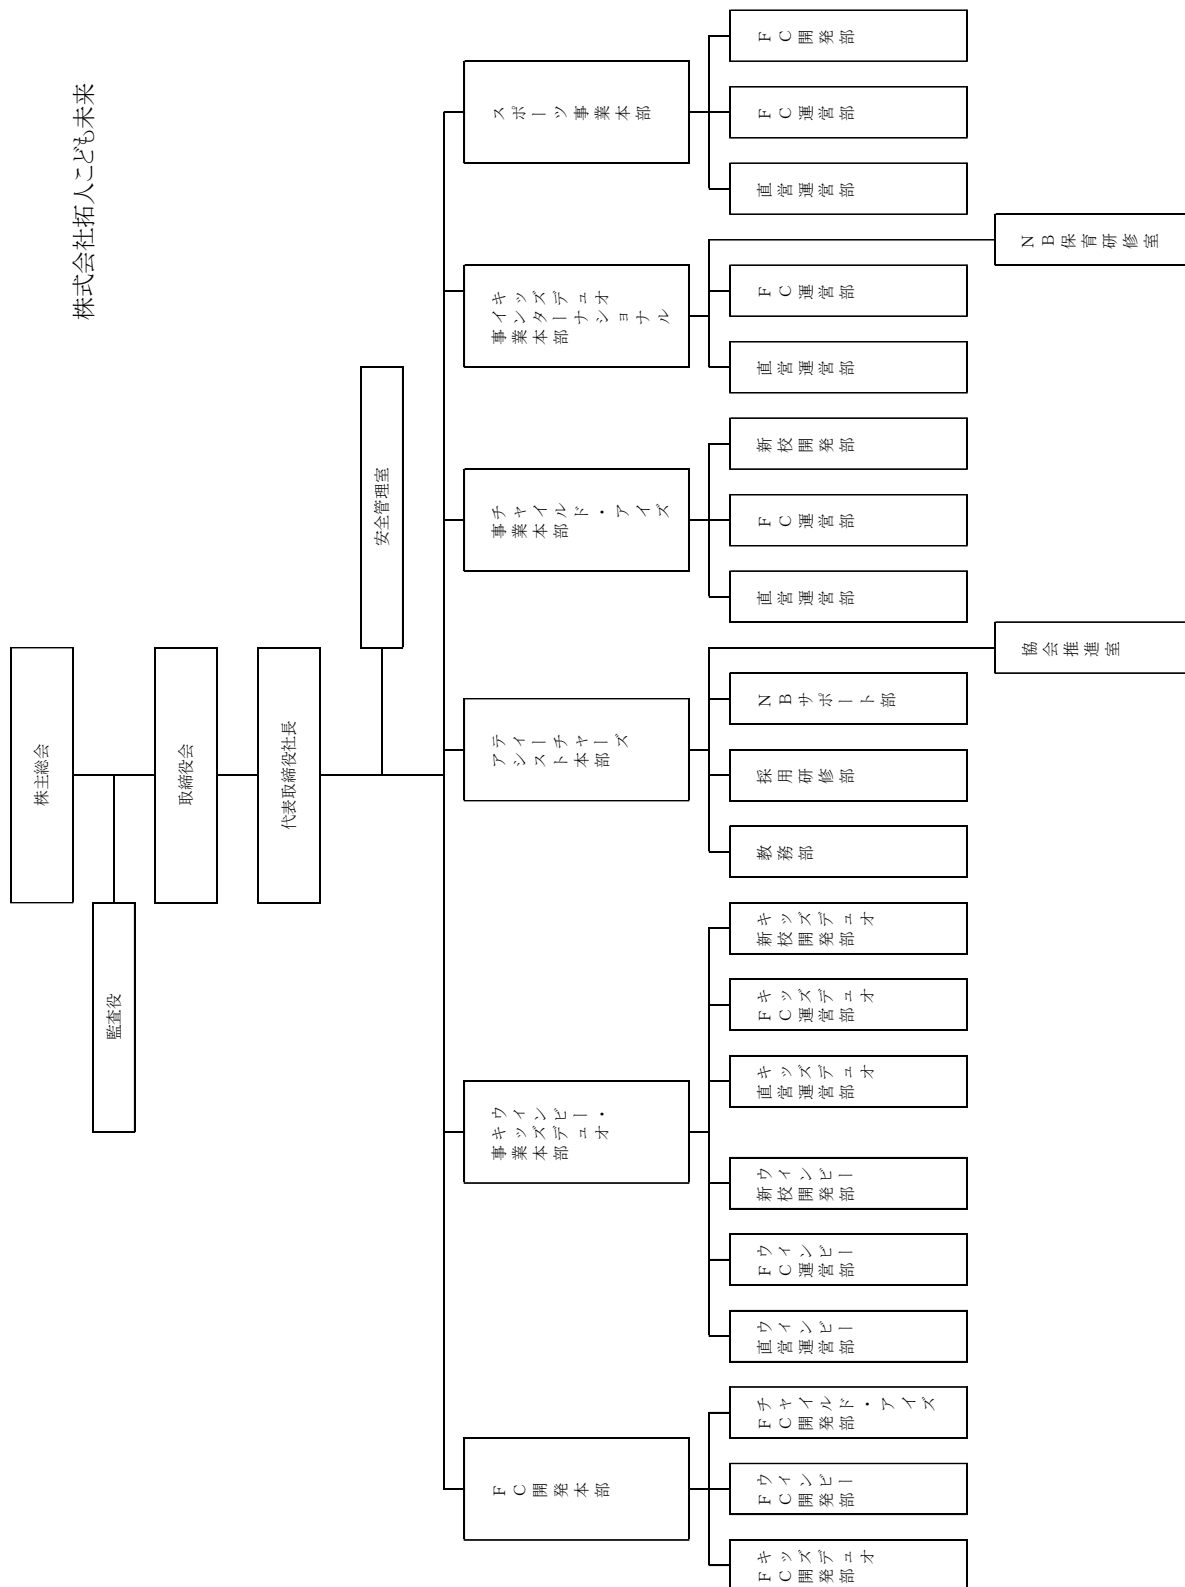 株式会社拓人こども未来
株主総会
監査役
取締役会
代表取締役社長
安全管理室
ＦＣ開発本部
ウインビー・
キッズデュオ
事業本部
ティーチャーズ
アシスト本部
チャイルド・アイズ
事業本部
キッズデュオ
インターナショナル
事業本部
スポーツ事業本部
キッズデュオ
ＦＣ開発部
ウインビー
ＦＣ開発部
チャイルド・アイズ
ＦＣ開発部
ウインビー
直営運営部
ウインビー
ＦＣ運営部
ウインビー
新校開発部
キッズデュオ
直営運営部
キッズデュオ
ＦＣ運営部
キッズデュオ
新校開発部
教務部
採用研修部
ＮＢサポート部
直営運営部
ＦＣ運営部
新校開発部
直営運営部
ＦＣ運営部
直営運営部
ＦＣ運営部
ＦＣ開発部
協会推進室
ＮＢ保育研修室